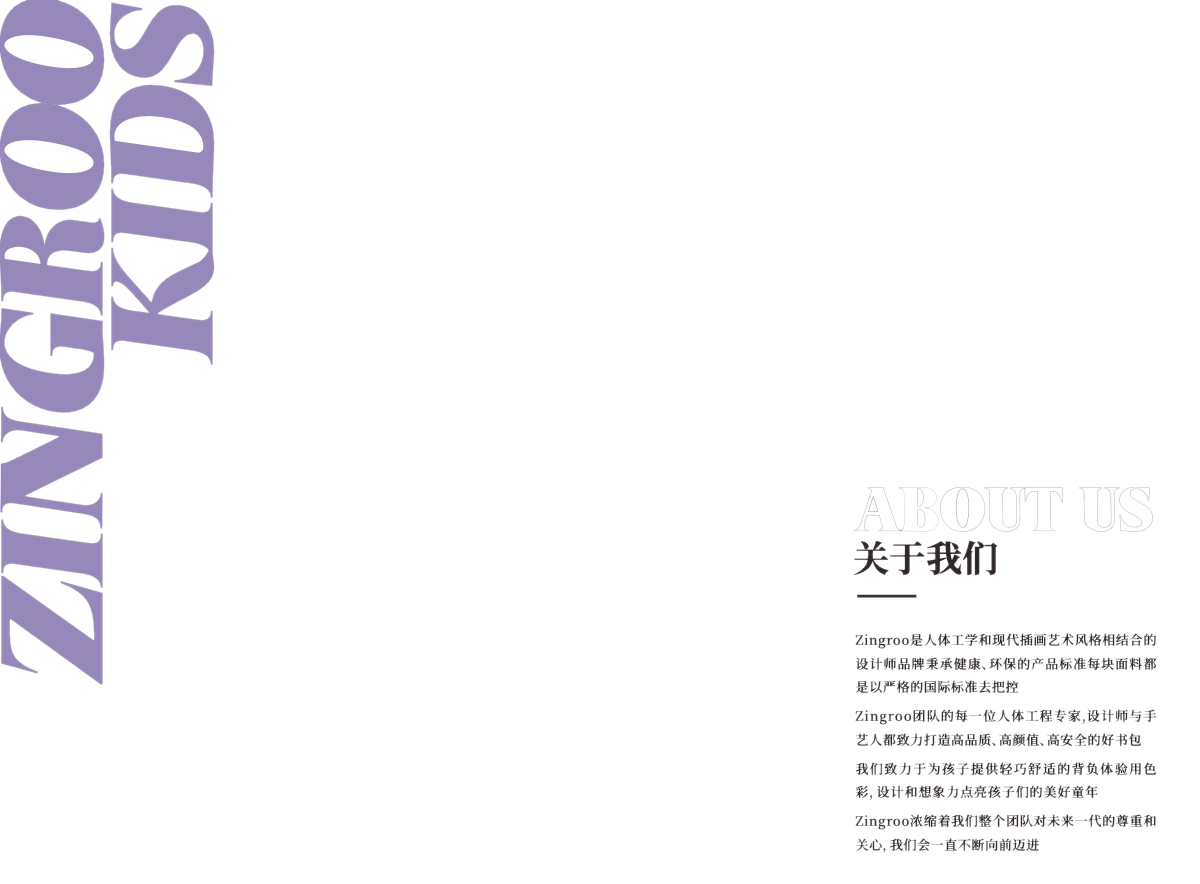 ZINGROO
KIDS
ABOUT US
关于我们
Zingroo是人体工学和现代插画艺术风格相结合的
设计师品牌秉承健康、环保的产品标准每块面料都
是以严格的国际标准去把控
Zingroo团队的每一位人体工程专家,设计师与手
艺人都致力打造高品质、高颜值、高安全的好书包
我们致力于为孩子提供轻巧舒适的背负体验用色
彩, 设计和想象力点亮孩子们的美好童年
Zingroo浓缩着我们整个团队对未来一代的尊重和
关心, 我们会一直不断向前迈进